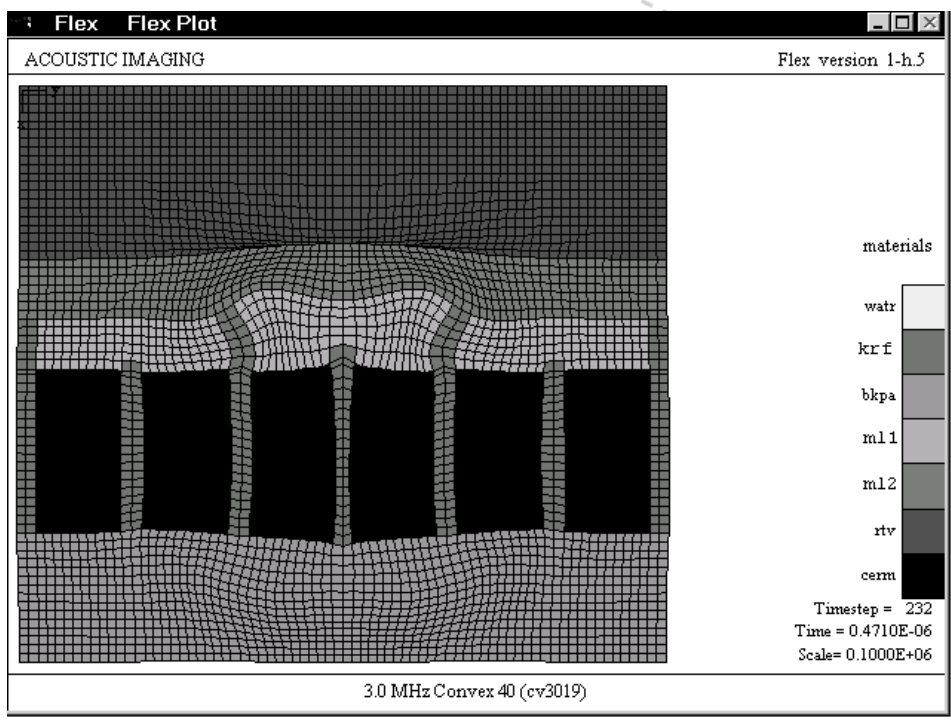 Flex Flex Plot
ACOUSTIC IMAGING
Flex version 1-h.5
y
x
materials
watr
krf
bkpa
ml1
ml2
rtv
cerm
Timestep = 232
Time = 0.4710E-06
Scale= 0.1000E+06
3.0 MHz Convex 40 (cv3019)